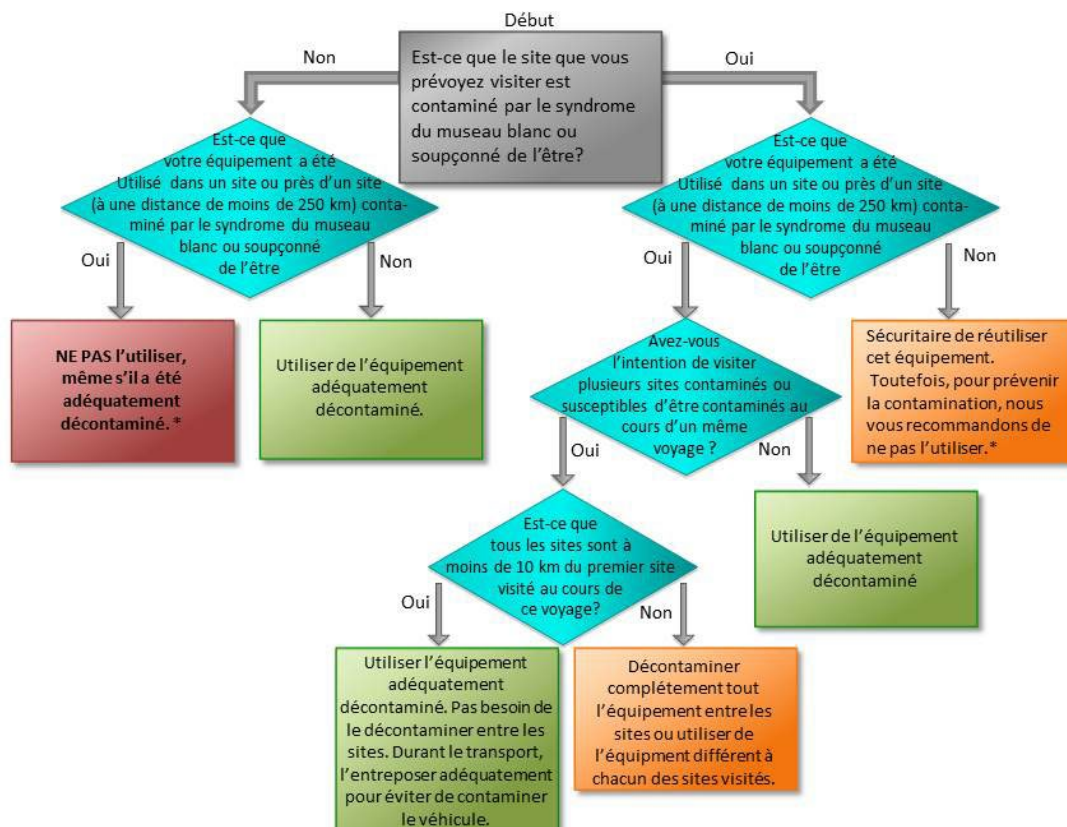 Début
Non
Est-ce que le site que vous
prévoyez visiter est
contaminé par le syndrome
du museau blanc ou
soupçonné de l'être?
Oui
Est-ce que
votre équipement a été
Utilisé dans un site ou près d'un site
(à une distance de moins de 250 km) conta-
miné par le syndrome du museau
blanc ou soupçonné
de l'être
Est-ce que
votre équipement a été
Utilisé dans un site ou près d'un site
(à une distance de moins de 250 km) conta-
miné par le syndrome du museau
blanc ou soupçonné
de l'être
Oui
Non
Oui
Non
NE PAS l'utiliser,
même s'il a été
adéquatement
décontaminé. *
Utiliser de l'équipement
adéquatement
décontaminé.
Avez-vous
l'intention de visiter
plusieurs sites contaminés ou
susceptibles d'être contaminés au
cours d'un même
voyage ?
Sécuritaire de réutiliser
cet équipement.
Toutefois, pour prévenir
la contamination, nous
vous recommandons de
ne pas l'utiliser.*
Oui
Non
Est-ce que
tous les sites sont à
moins de 10 km du premier site
visité au cours de
ce voyage?
Utiliser de l'équipement
adéquatement
décontaminé
Oui
Non
Utiliser l'équipement
adéquatement
décontaminé. Pas besoin de
le décontaminer entre les
sites. Durant le transport,
l'entreposer adéquatement
pour éviter de contaminer
le véhicule.
Décontaminer
complétement tout
l'équipement entre les
sites ou utiliser de
l'équipment différent à
chacun des sites visités.